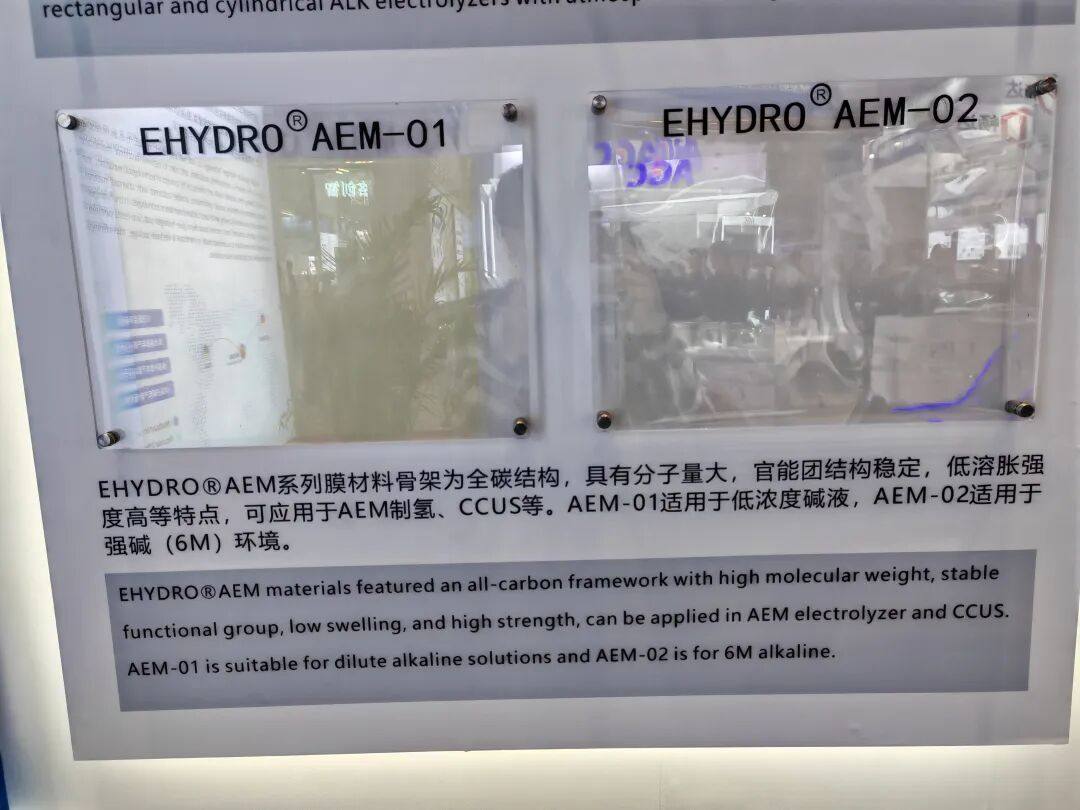 rectangular and cylindrical ALK electrolyzers with
EHYDRO® AEM-01
EHYDRO® AEM-02
EHYDRO®AEM系列膜材料骨架为全碳结构，具有分子量大，官能团结构稳定，低溶胀强
度高等特点，可应用于AEM制氢、CCUS等。AEM-01适用于低浓度碱液，AEM-02适用于
强碱（6M）环境。
EHYDRO®AEM materials featured an all-carbon framework with high molecular weight, stable
functional group, low swelling, and high strength, can be applied in AEM electrolyzer and CCUS.
AEM-01 is suitable for dilute alkaline solutions and AEM-02 is for 6M alkaline.